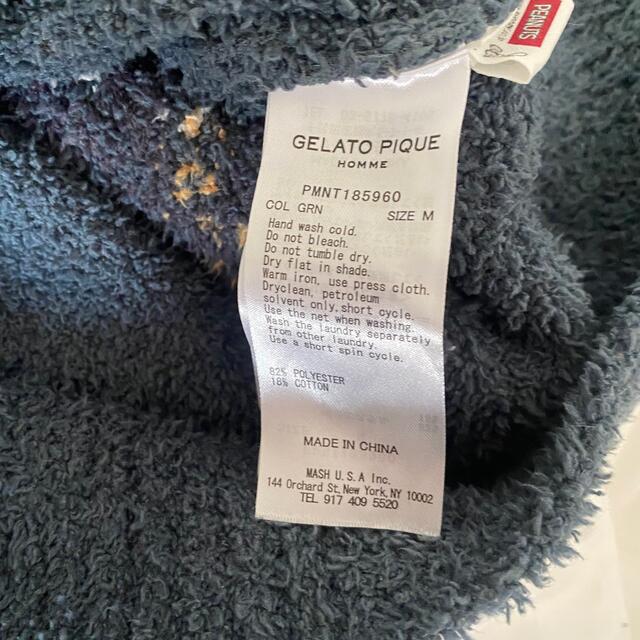 PEANUTS
GELATO PIQUE
HOMME
PMNT185960
COL GRN SIZE M
Hand wash cold.
Do not bleach.
Do not tumble dry.
Dry flat in shade.
Warm iron, use press cloth.
Dryclean, petroleum
solvent only,short cycle.
Use the net when washing.
Wash the laundry separately
from other laundry.
Use a short spin cycle.
82% POLYESTER
18% COTTON
MADE IN CHINA
MASH U.S.A Inc.
144 Orchard St,New York,NY 10002
TEL 917 409 5520